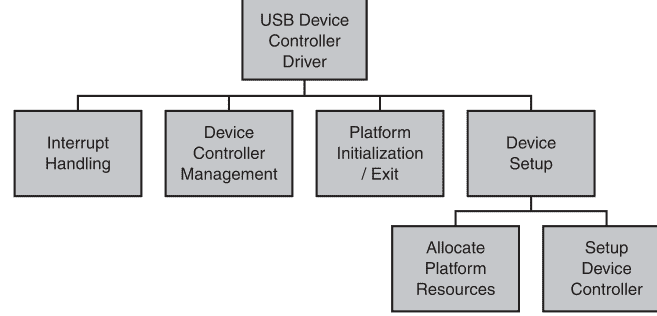 USB Device
Controller
Driver
Interrupt
Handling
Device
Controller
Management
Platform
Initialization
/ Exit
Device
Setup
Allocate
Platform
Resources
Setup
Device
Controller